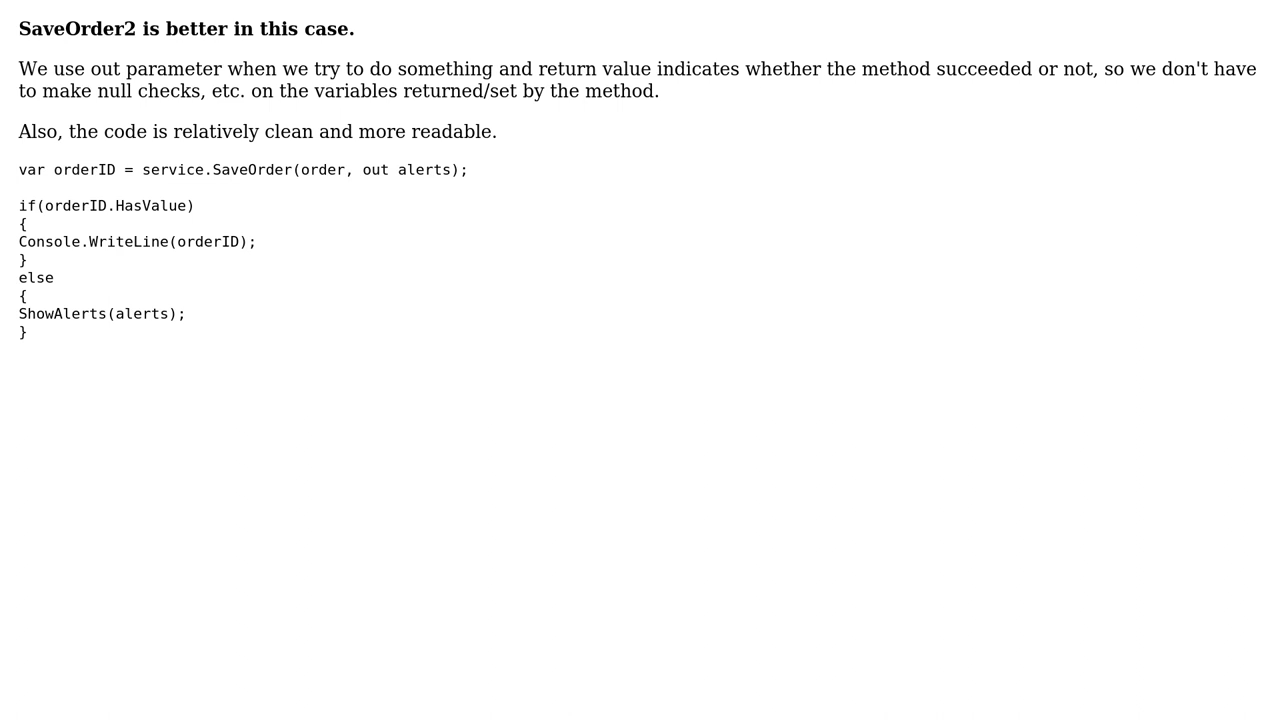 SaveOrder2 is better in this case.
We use out parameter when we try to do something and return value indicates whether the method succeeded or not, so we don't have
to make null checks, etc. on the variables returned/set by the method.
Also, the code is relatively clean and more readable.
var orderID = service.SaveOrder(order, out alerts);
if(orderID.HasValue)
{
Console.WriteLine(orderID);
}
else
{
ShowAlerts(alerts);
}